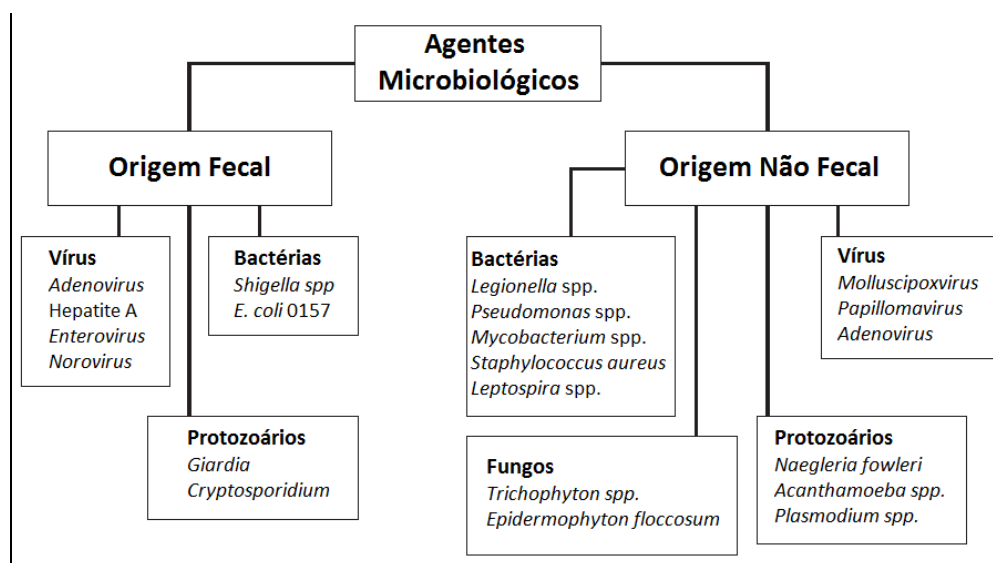 Agentes
Microbiológicos
Origem Fecal
Origem Não Fecal
Vírus
Adenovirus
Hepatite A
Enterovirus
Norovirus
Bactérias
Shigella spp
E. coli 0157
Protozoários
Giardia
Cryptosporidium
Bactérias
Legionella spp.
Pseudomonas spp.
Mycobacterium spp.
Staphylococcus aureus
Leptospira spp.
Fungos
Trichophyton spp.
Epidermophyton floccosum
Vírus
Molluscipoxvirus
Papillomavirus
Adenovirus
Protozoários
Naegleria fowleri
Acanthamoeba spp.
Plasmodium spp.